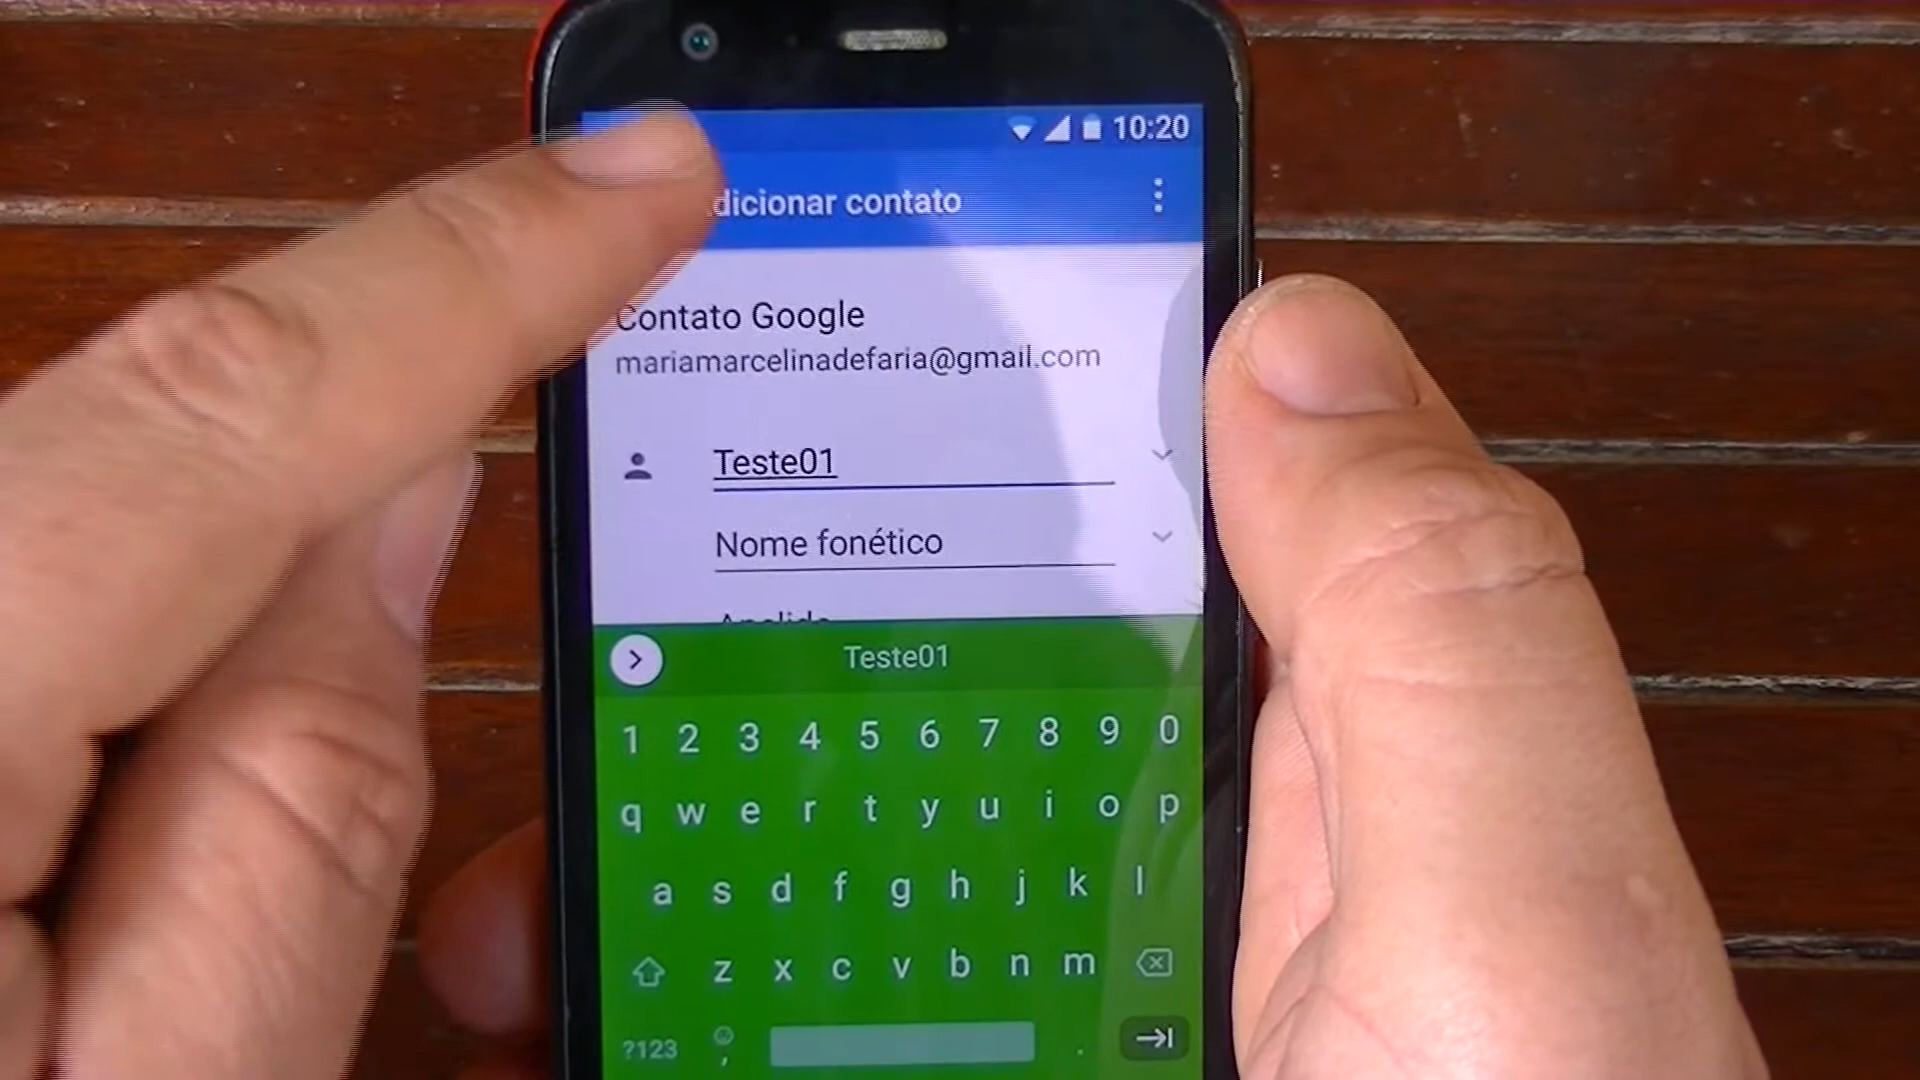 10:20
dicionar contato
Contato Google
mariamarcelinadefaria@gmail.com
Teste01
Nome fonético
Apelido
Teste01
1 2 3 4 5 6 7 8 9 0
q w e r t y u i o p
a s d f g h j k l
z x c v b n m
?123 , .